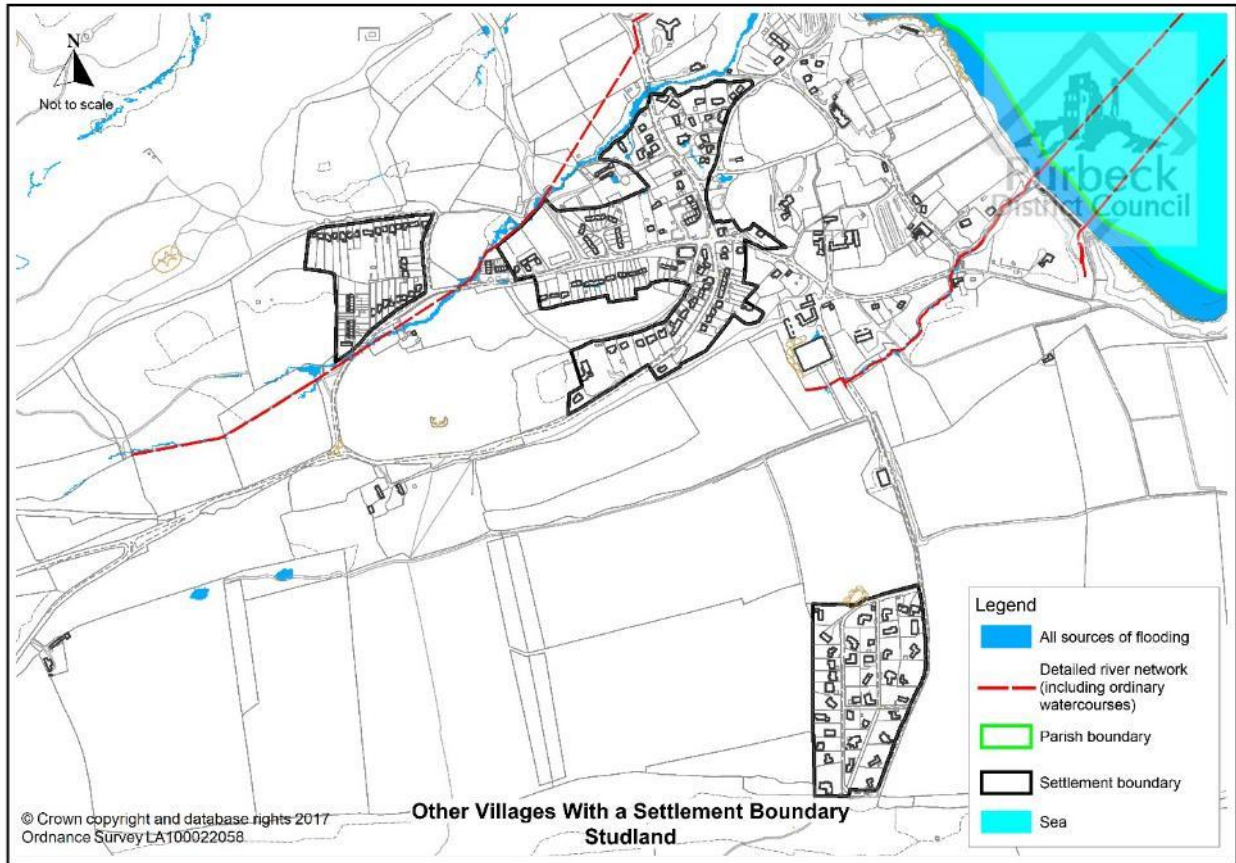 N
Not to scale
Purbeck
District Council
Legend
All sources of flooding
Detailed river network
(including ordinary
watercourses)
Parish boundary
Settlement boundary
Sea
Other Villages With a Settlement Boundary
Studland
© Crown copyright and database rights 2017
Ordnance Survey LA100022058